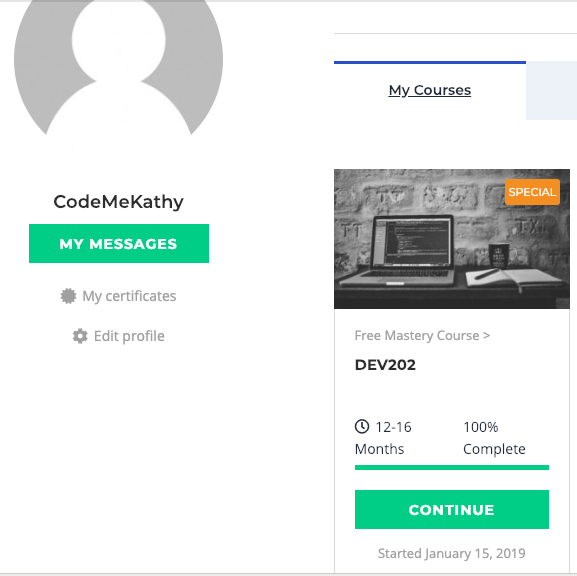 CodeMeKathy
MY MESSAGES
My certificates
Edit profile
My Courses
SPECIAL
Free Mastery Course >
DEV202
12-16
Months
100%
Complete
CONTINUE
Started January 15, 2019